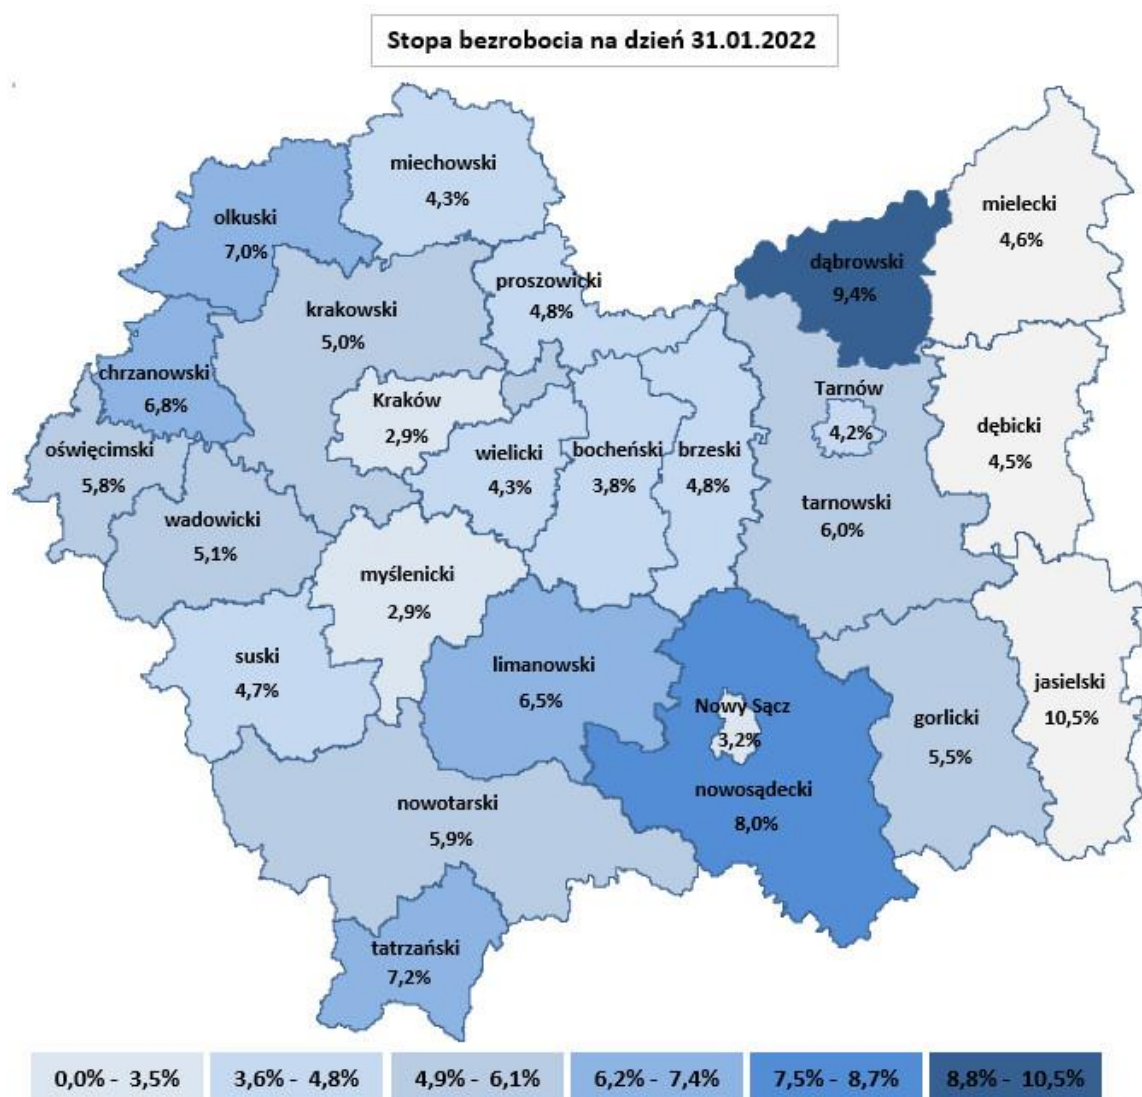 Stopa bezrobocia na dzień 31.01.2022
miechowski
4,3%
olkuski
7,0%
mielecki
4,6%
dąbrowski
9,4%
proszowicki
4,8%
krakowski
5,0%
chrzanowski
6,8%
Kraków
2,9%
Tarnów
4,2%
dębicki
4,5%
oświęcimski
5,8%
wielicki
4,3%
bocheński
3,8%
brzeski
4,8%
tarnowski
6,0%
wadowicki
5,1%
myślenicki
2,9%
suski
4,7%
limanowski
6,5%
Nowy Sącz
3,2%
jasielski
10,5%
gorlicki
5,5%
nowosądecki
8,0%
nowotarski
5,9%
tatrzański
7,2%
0,0% - 3,5%
3,6% - 4,8%
4,9% - 6,1%
6,2% - 7,4%
7,5% - 8,7%
8,8% - 10,5%